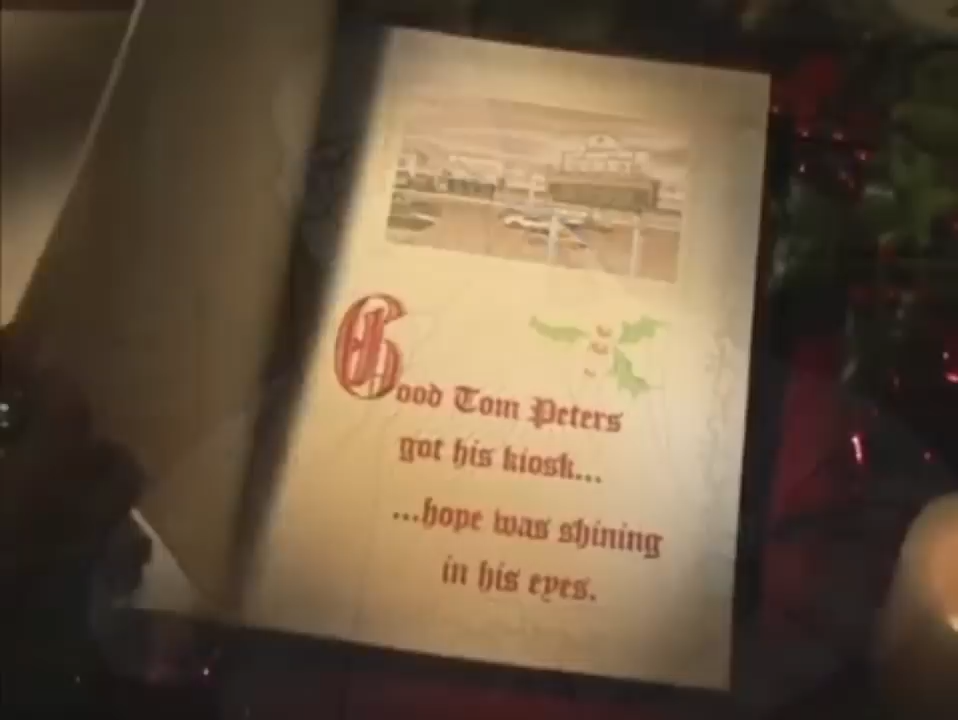 Good Tom Peters
got his kiosk...
...hope was shining
in his eyes.